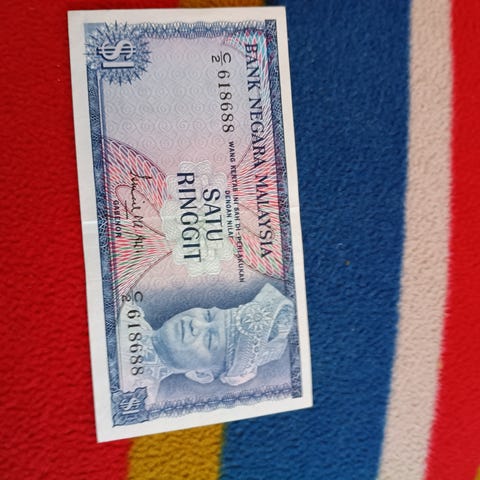 BANK NEGARA MALAYSIA
C/2 618688
WANG KERTAS INI SAH DI-PERLAKUKAN
DENGAN NILAI
SATU
RINGGIT
GABENOR
C/2 618688
$1
$1